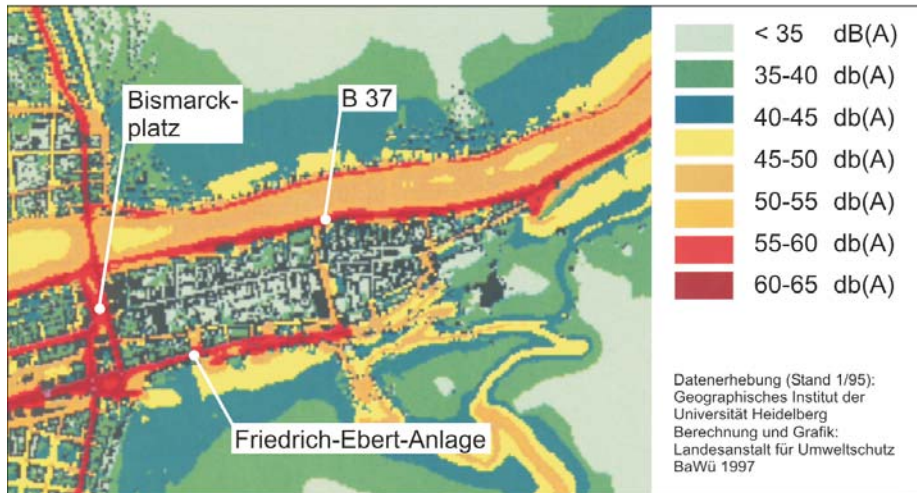 Bismarck-
platz
B 37
Friedrich-Ebert-Anlage
< 35 dB(A)
35-40 db(A)
40-45 db(A)
45-50 db(A)
50-55 db(A)
55-60 db(A)
60-65 db(A)
Datenerhebung (Stand 1/95):
Geographisches Institut der
Universität Heidelberg
Berechnung und Grafik:
Landesanstalt für Umweltschutz
BaWü 1997